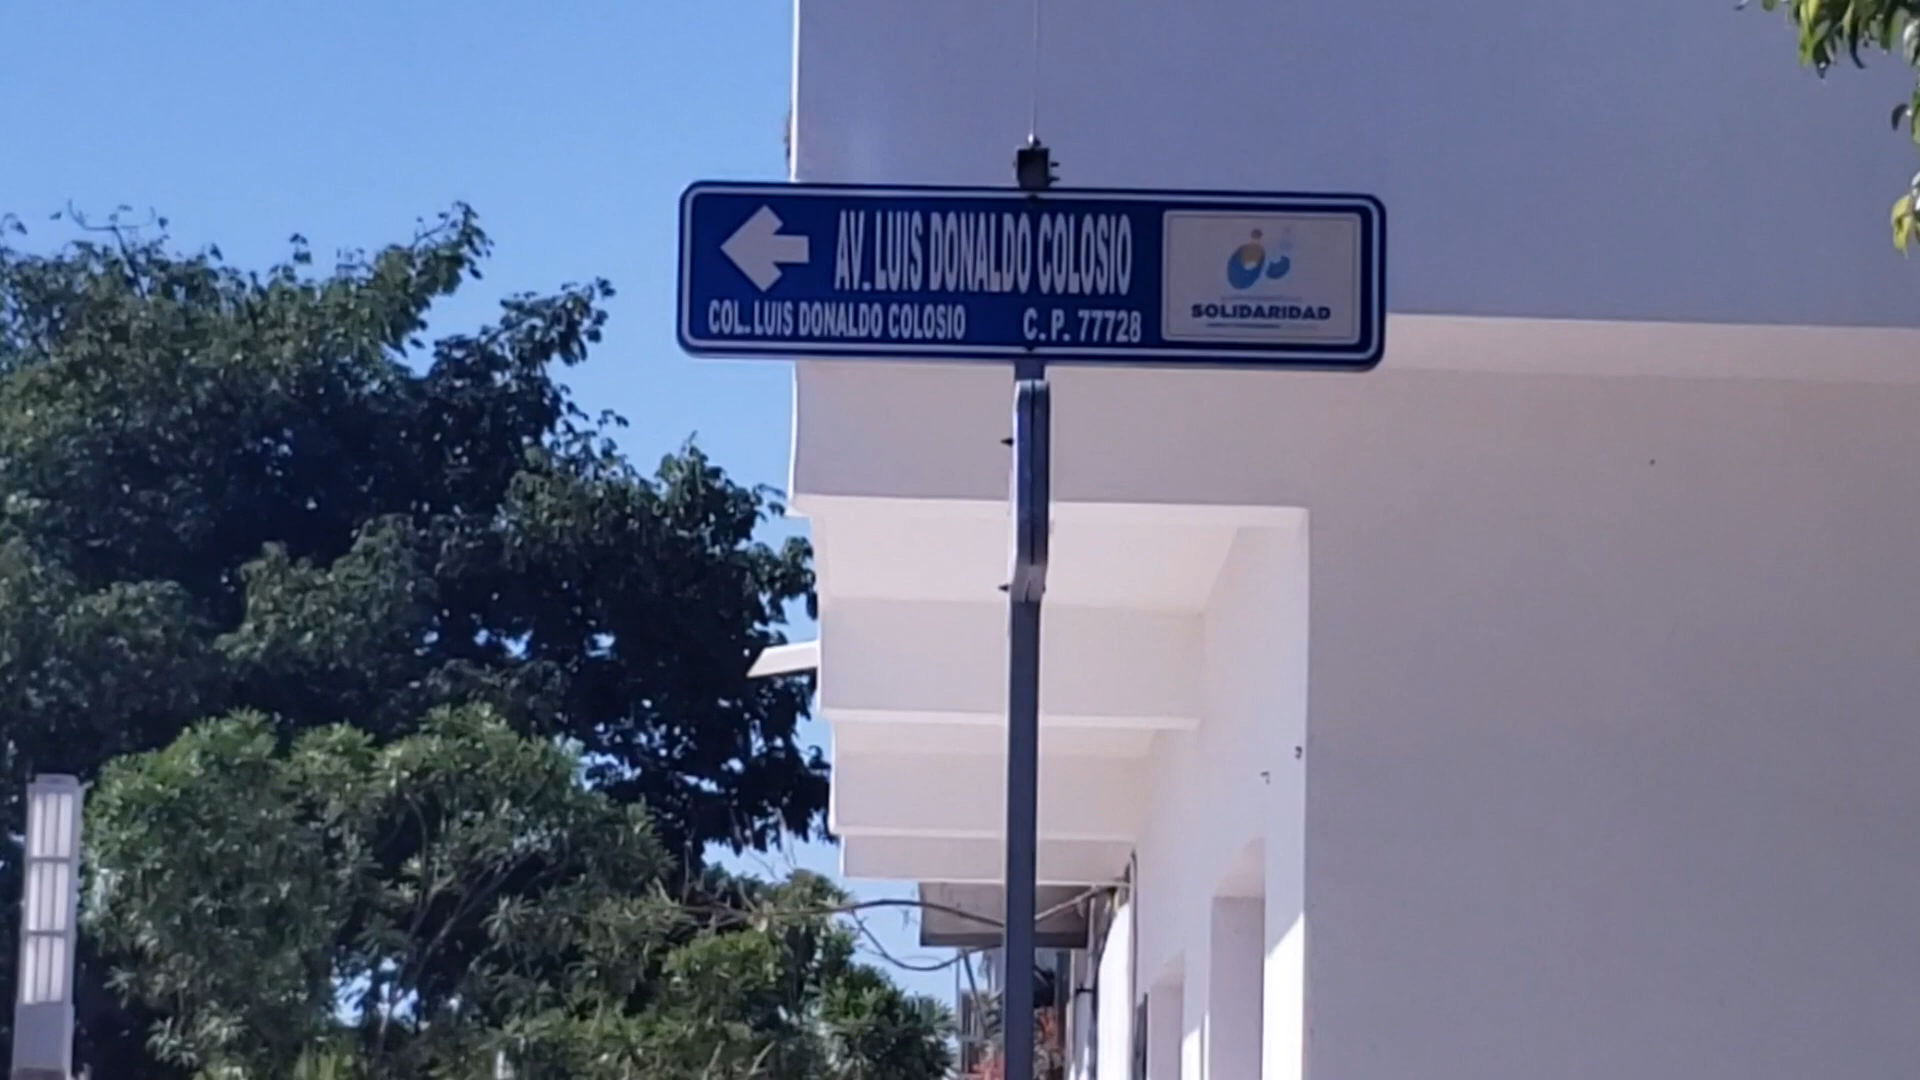 AV. LUIS DONALDO COLOSIO
COL. LUIS DONALDO COLOSIO C. P. 77728
SOLIDARIDAD